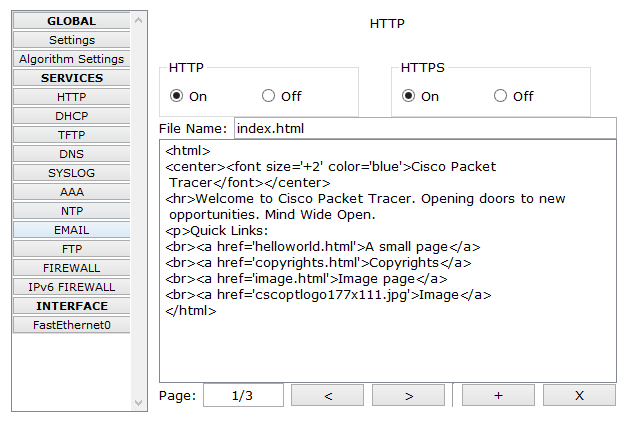 GLOBAL
Settings
Algorithm Settings
SERVICES
HTTP
DHCP
TFTP
DNS
SYSLOG
AAA
NTP
EMAIL
FTP
FIREWALL
IPv6 FIREWALL
INTERFACE
FastEthernet0
HTTP
HTTP
On Off
HTTPS
On Off
File Name: index.html
<html>
<center><font size='+2' color='blue'>Cisco Packet
Tracer</font></center>
<hr>Welcome to Cisco Packet Tracer. Opening doors to new
opportunities. Mind Wide Open.
<p>Quick Links:
<br><a href='helloworld.html'>A small page</a>
<br><a href='copyrights.html'>Copyrights</a>
<br><a href='image.html'>Image page</a>
<br><a href='cscoptlogo177x111.jpg'>Image</a>
</html>
Page: 1/3 < > + X